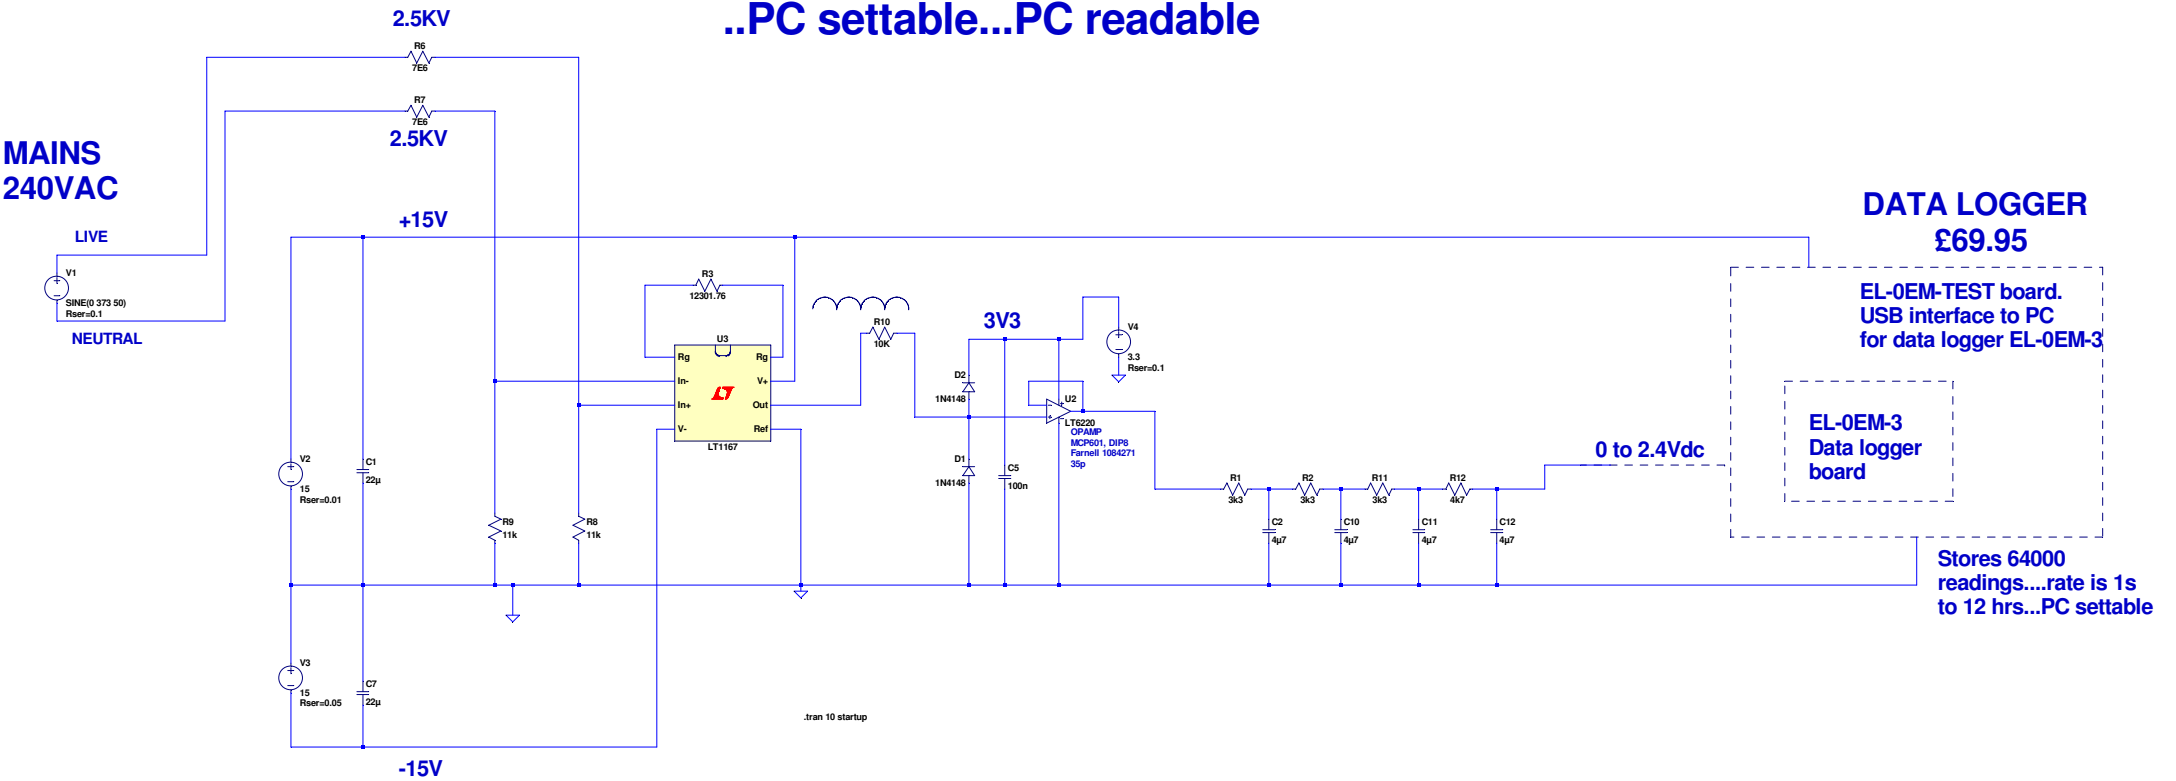 ..PC settable...PC readable
2.5KV
R6
7E6
R7
7E6
2.5KV
MAINS
240VAC
+15V
LIVE
V1
SINE(0 373 50)
Rser=0.1
NEUTRAL
DATA LOGGER
£69.95
EL-0EM-TEST board.
USB interface to PC
for data logger EL-0EM-3
R3
12301.76
R10
10K
3V3
V4
3.3
Rser=0.1
U3
Rg
Rg
In-
V+
In+
Out
V-
Ref
LT1167
D2
1N4148
U2
LT6220
OPAMP
MCP601, DIP8
Farnell 1084271
35p
EL-0EM-3
Data logger
board
0 to 2.4Vdc
V2
15
Rser=0.01
C1
22µ
D1
1N4148
C5
100n
R1
3k3
R2
3k3
R11
3k3
R12
4k7
R9
11k
R8
11k
C2
4µ7
C10
4µ7
C11
4µ7
C12
4µ7
Stores 64000
readings....rate is 1s
to 12 hrs...PC settable
V3
15
Rser=0.05
C7
22µ
.tran 10 startup
-15V